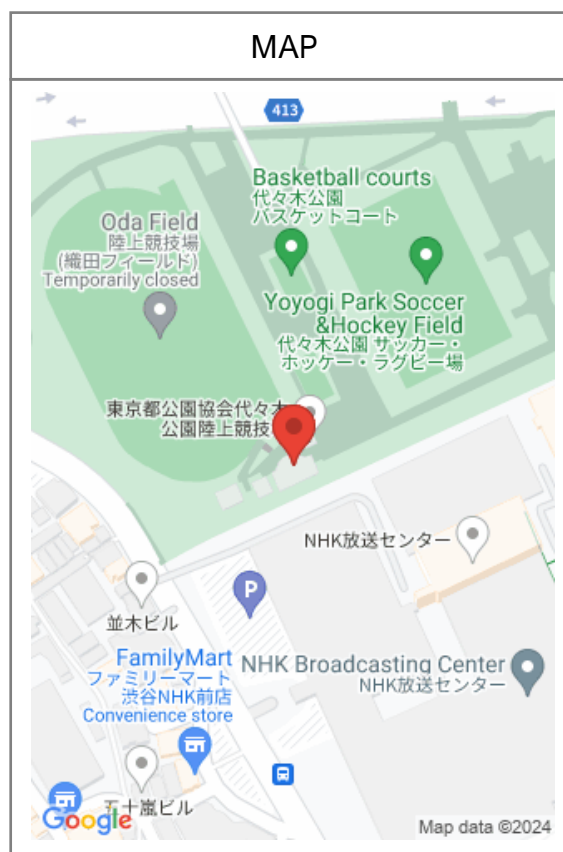 MAP
413
Basketball courts
代々木公園
バスケットコート
Oda Field
陸上競技場
(織田フィールド)
Temporarily closed
Yoyogi Park Soccer
&Hockey Field
代々木公園 サッカー・
ホッケー・ラグビー場
東京都公園協会代々木
公園陸上競技
NHK放送センター
P
並木ビル
FamilyMart
ファミリーマート
渋谷NHK前店
Convenience store
NHK Broadcasting Center
NHK放送センター
五十嵐ビル
Google
Map data ©2024